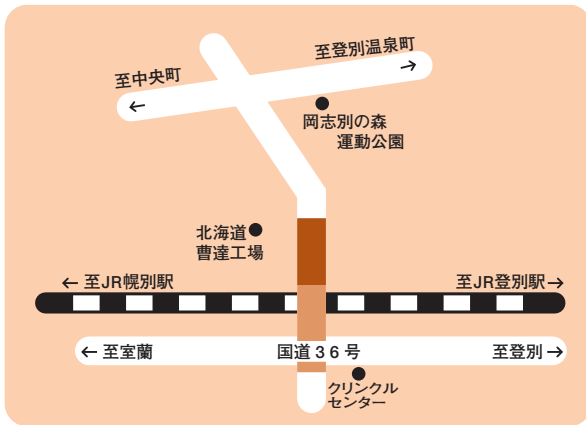 至登別温泉町
至中央町
岡志別の森
運動公園
北海道
曹達工場
至JR幌別駅
至JR登別駅
至室蘭
国道36号
至登別
クリンクル
センター